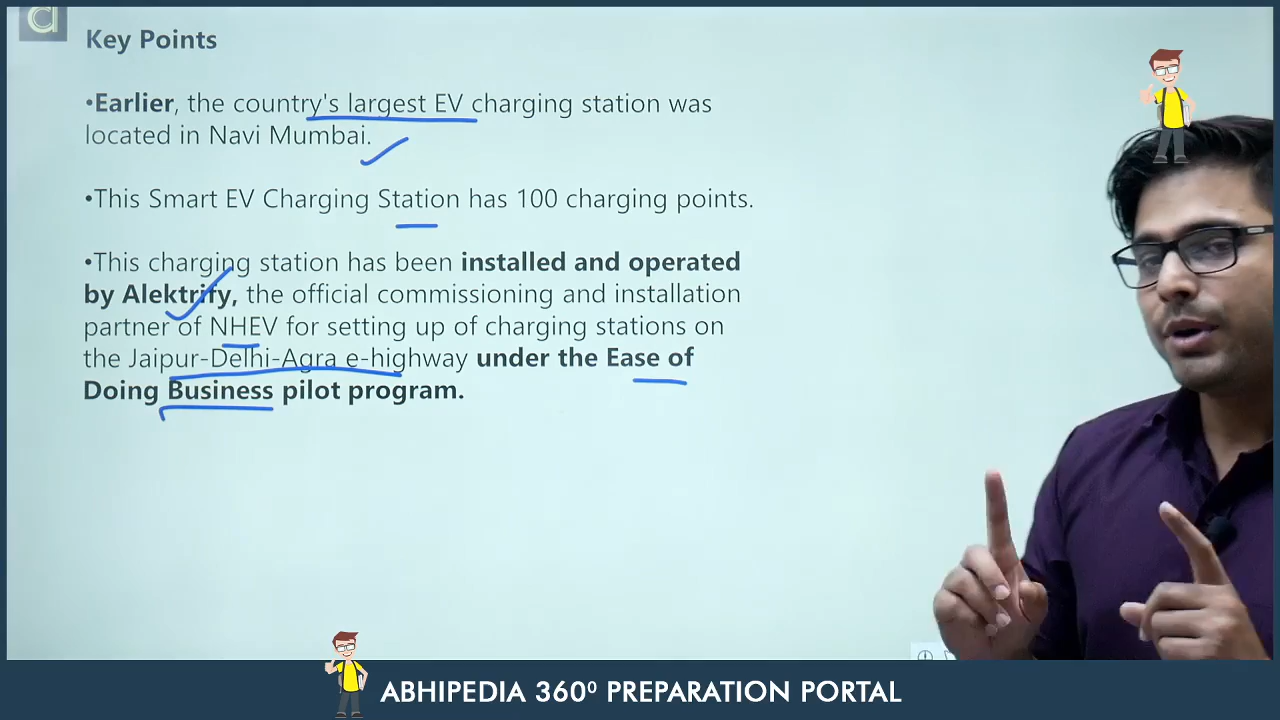 Key Points
•Earlier, the country's largest EV charging station was
located in Navi Mumbai.
•This Smart EV Charging Station has 100 charging points.
•This charging station has been installed and operated
by Alektrify, the official commissioning and installation
partner of NHEV for setting up of charging stations on
the Jaipur-Delhi-Agra e-highway under the Ease of
Doing Business pilot program.
ABHIPEDIA 360⁰ PREPARATION PORTAL